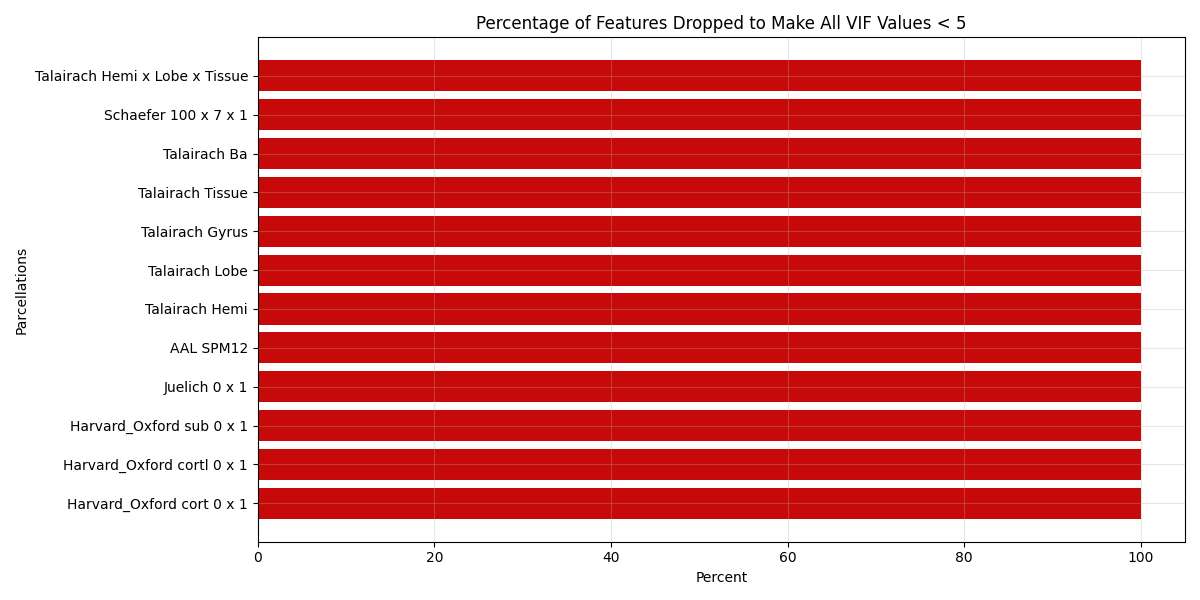 Percentage of Features Dropped to Make All VIF Values < 5
Talairach Hemi x Lobe x Tissue
Schaefer 100 x 7 x 1
Talairach Ba
Talairach Tissue
Talairach Gyrus
Talairach Lobe
Talairach Hemi
AAL SPM12
Juelich 0 x 1
Harvard_Oxford sub 0 x 1
Harvard_Oxford cortl 0 x 1
Harvard_Oxford cort 0 x 1
Parcellations
0 20 40 60 80 100
Percent